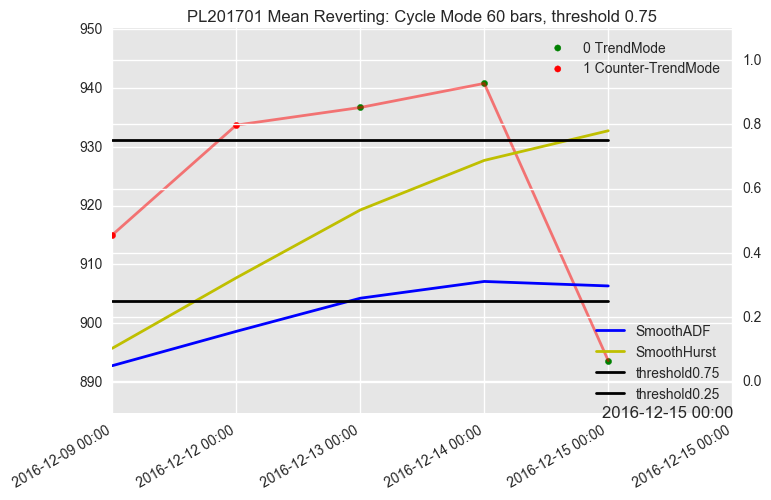 PL201701 Mean Reverting: Cycle Mode 60 bars, threshold 0.75
950
940
930
920
910
900
890
1.0
0.8
0.6
0.4
0.2
0.0
0 TrendMode
1 Counter-TrendMode
SmoothADF
SmoothHurst
threshold0.75
threshold0.25
2016-12-15 00:00
2016-12-09 00:00
2016-12-12 00:00
2016-12-13 00:00
2016-12-14 00:00
2016-12-15 00:00
2016-12-15 00:00